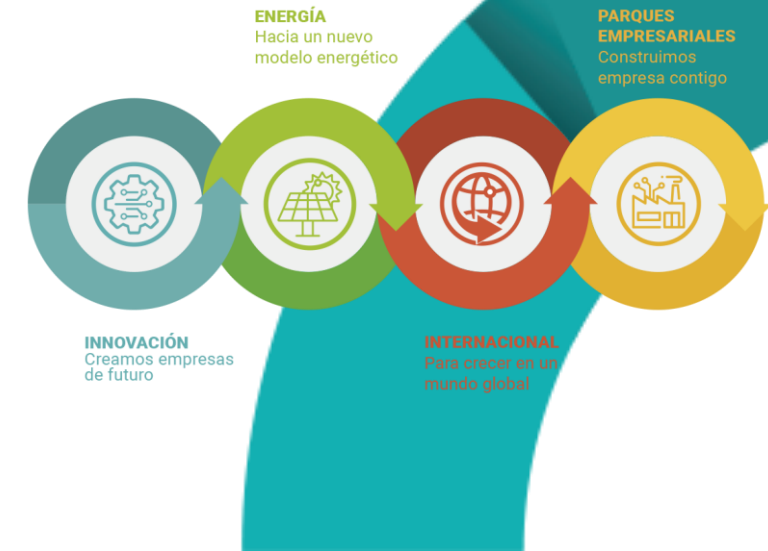 ENERGÍA
Hacia un nuevo
modelo energético
PARQUES
EMPRESARIALES
Construimos
empresa contigo
INNOVACIÓN
Creamos empresas
de futuro
INTERNACIONAL
Para crecer en un
mundo global